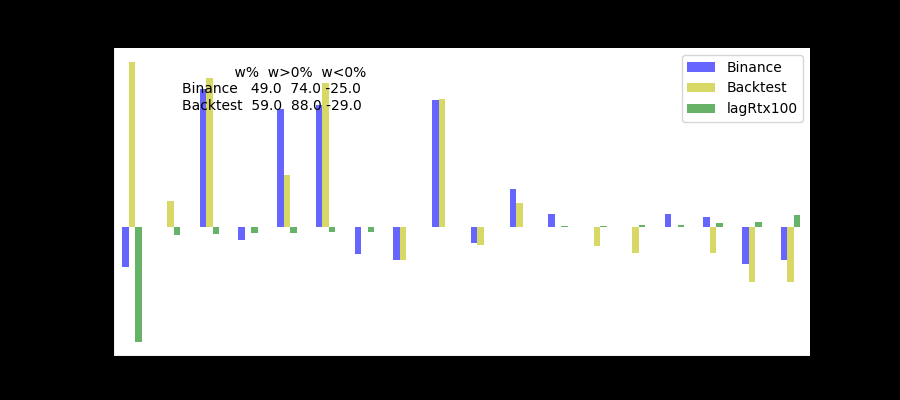 w% w>0% w<0%
Binance 49.0 74.0 -25.0
Backtest 59.0 88.0 -29.0
Binance
Backtest
lagRtx100